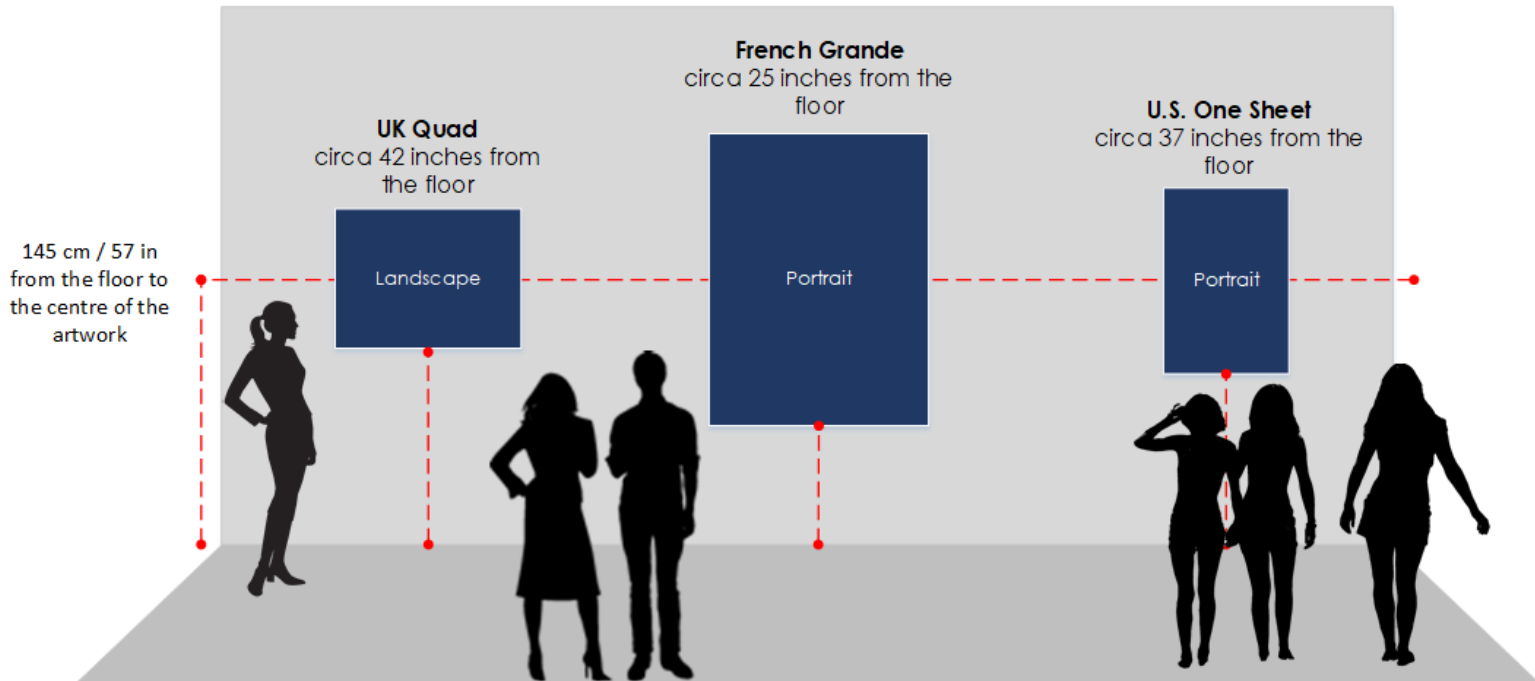 French Grande
circa 25 inches from the
floor
U.S. One Sheet
circa 37 inches from the
floor
UK Quad
circa 42 inches from
the floor
145 cm / 57 in
from the floor to
the centre of the
artwork
Landscape
Portrait
Portrait